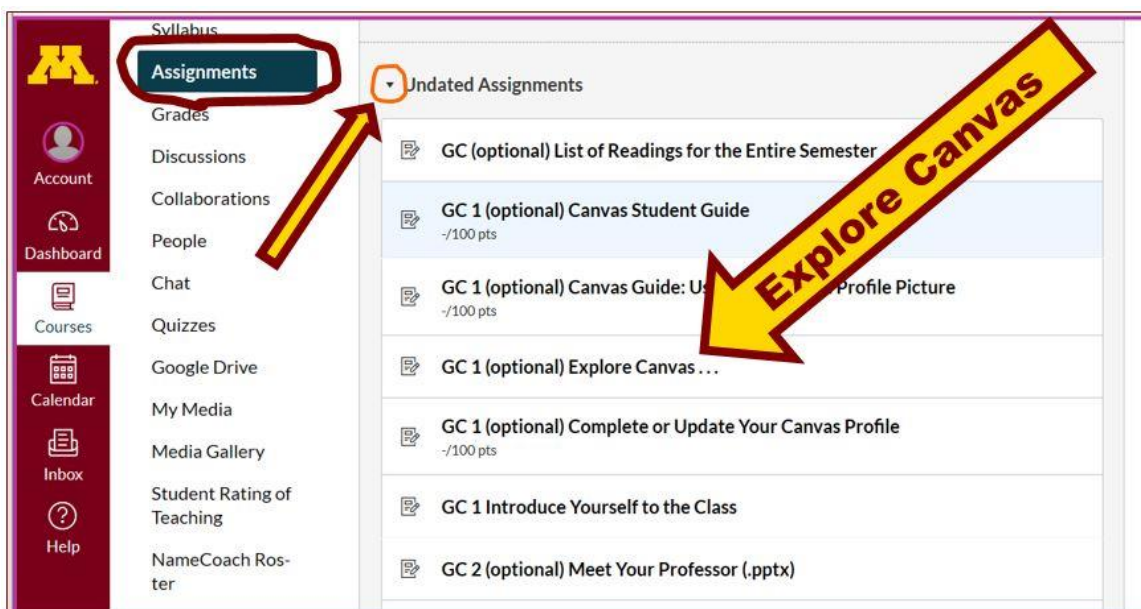 M
Account
Dashboard
Courses
Calendar
Inbox
Help
Syllabus
Assignments
Grades
Discussions
Collaborations
People
Chat
Quizzes
Google Drive
My Media
Media Gallery
Student Rating of
Teaching
NameCoach Ros-
ter
Undated Assignments
GC (optional) List of Readings for the Entire Semester
GC 1 (optional) Canvas Student Guide
-/100 pts
GC 1 (optional) Canvas Guide: Profile Picture
-/100 pts
GC 1 (optional) Explore Canvas . . .
GC 1 (optional) Complete or Update Your Canvas Profile
-/100 pts
GC 1 Introduce Yourself to the Class
GC 2 (optional) Meet Your Professor (.pptx)
Explore Canvas